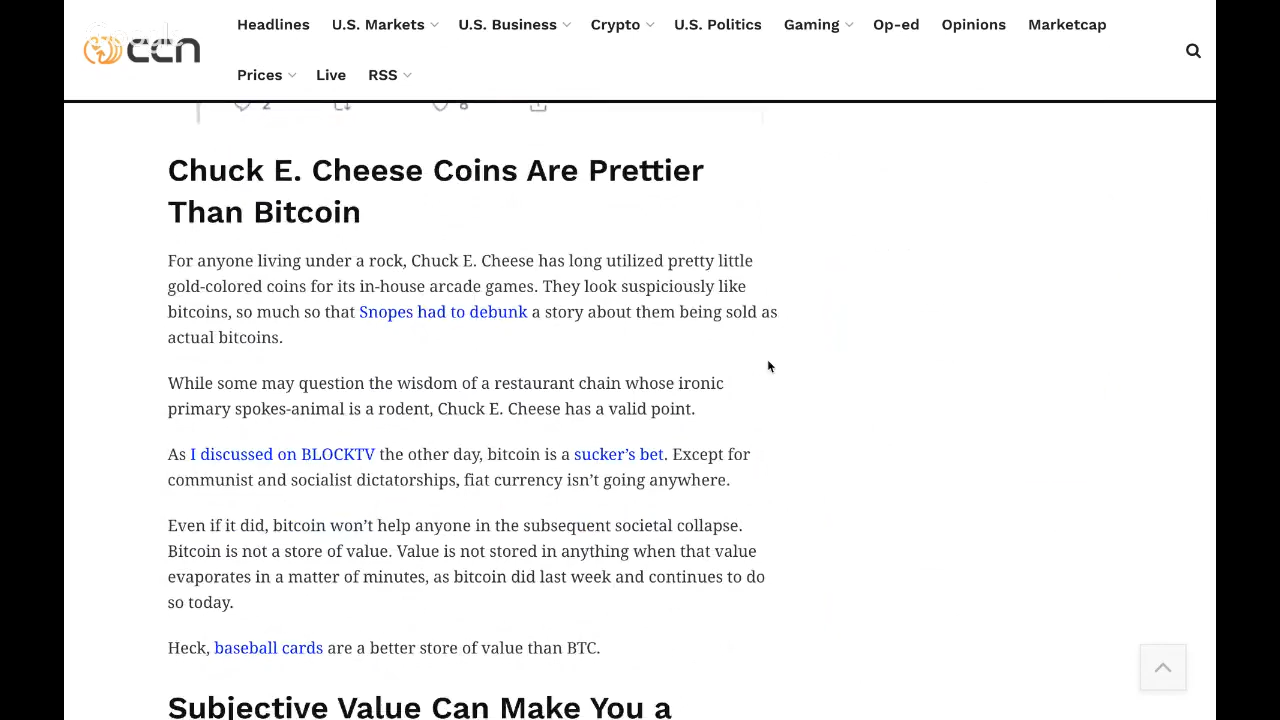 Headlines U.S. Markets U.S. Business Crypto U.S. Politics Gaming Op-ed Opinions Marketcap
Google
ccn
Prices Live RSS
2 8
Chuck E. Cheese Coins Are Prettier
Than Bitcoin
For anyone living under a rock, Chuck E. Cheese has long utilized pretty little
gold-colored coins for its in-house arcade games. They look suspiciously like
bitcoins, so much so that Snopes had to debunk a story about them being sold as
actual bitcoins.
While some may question the wisdom of a restaurant chain whose ironic
primary spokes-animal is a rodent, Chuck E. Cheese has a valid point.
As I discussed on BLOCKTV the other day, bitcoin is a sucker’s bet. Except for
communist and socialist dictatorships, fiat currency isn’t going anywhere.
Even if it did, bitcoin won’t help anyone in the subsequent societal collapse.
Bitcoin is not a store of value. Value is not stored in anything when that value
evaporates in a matter of minutes, as bitcoin did last week and continues to do
so today.
Heck, baseball cards are a better store of value than BTC.
Subjective Value Can Make You a